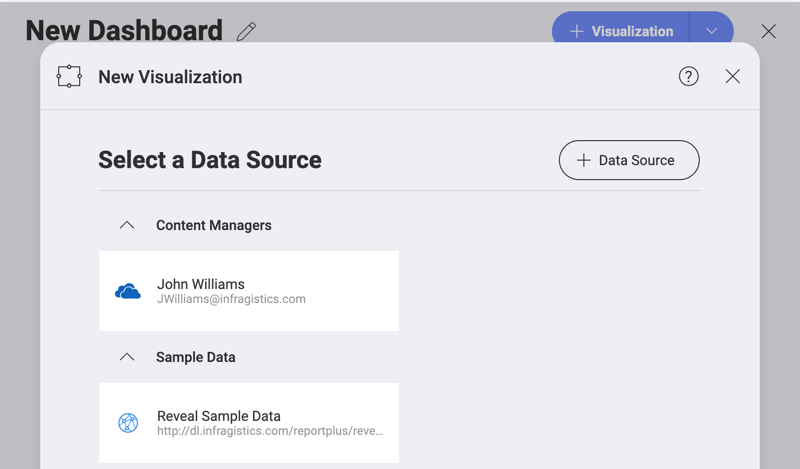 New Dashboard
+ Visualization
New Visualization
?
Select a Data Source
+ Data Source
Content Managers
John Williams
JWilliams@infragistics.com
Sample Data
Reveal Sample Data
http://dl.infragistics.com/reportplus/reve...